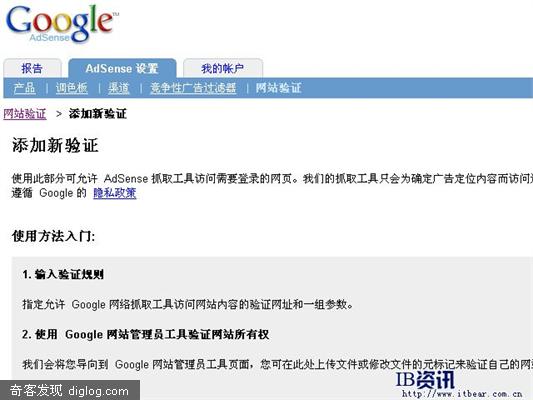 Google™
AdSense
报告 AdSense 设置 我的帐户
产品 | 调色板 | 渠道 | 竞争性广告过滤器 | 网站验证
网站验证 > 添加新验证
添加新验证
使用此部分可允许 AdSense 抓取工具访问需要登录的网页。我们的抓取工具只会为确定广告定位内容而访问
遵循 Google 的 隐私政策
使用方法入门:
1. 输入验证规则
指定允许 Google 网络抓取工具访问网站内容的验证网址和一组参数。
2. 使用 Google 网站管理员工具验证网站所有权
我们会将您导向到 Google 网站管理员工具页面，您可在此处上传文件或修改文件的元标记来验证自己的网
IB资讯
http://www.itbear.com.cn
奇客发现 diglog.com